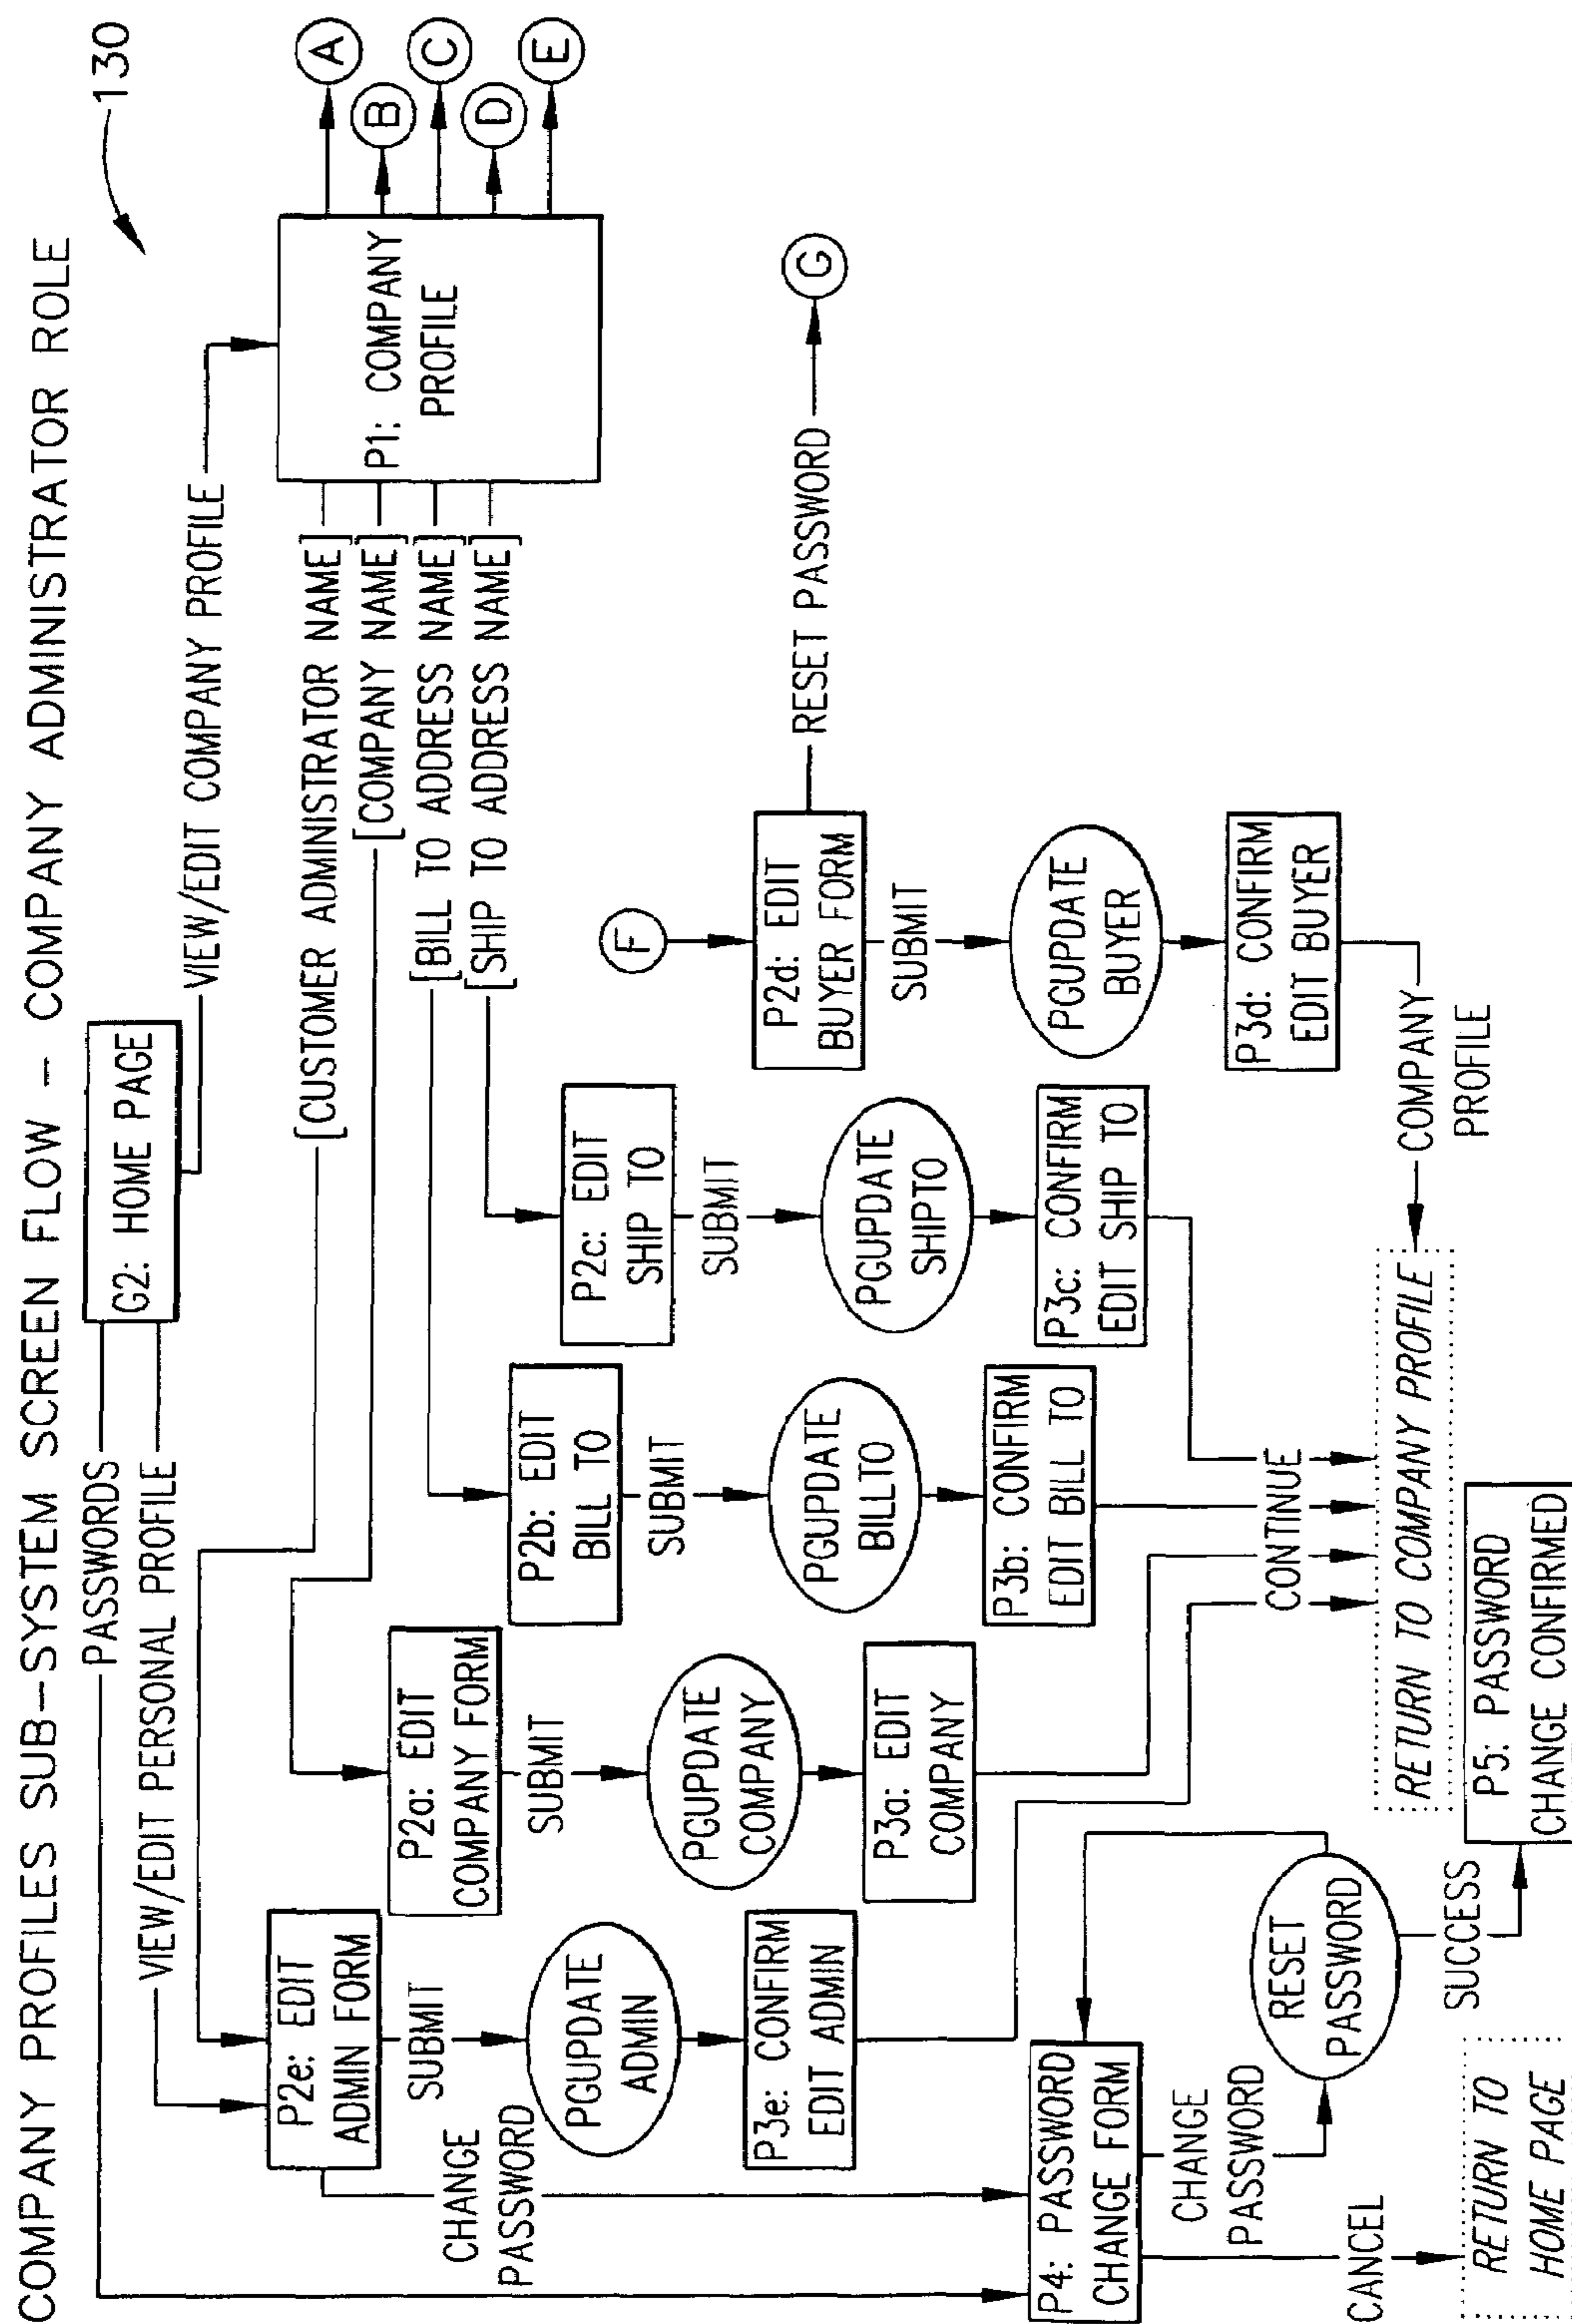 COMPANY PROFILES SUB-SYSTEM SCREEN FLOW - COMPANY ADMINISTRATOR ROLE
130
G2: HOME PAGE
PASSWORDS
VIEW/EDIT PERSONAL PROFILE
VIEW/EDIT COMPANY PROFILE
P1: COMPANY
PROFILE
A
B
C
D
E
[CUSTOMER ADMINISTRATOR NAME]
[COMPANY NAME]
[BILL TO ADDRESS NAME]
[SHIP TO ADDRESS NAME]
P2e: EDIT
ADMIN FORM
SUBMIT
PGUPDATE
ADMIN
P3e: CONFIRM
EDIT ADMIN
P2a: EDIT
COMPANY FORM
SUBMIT
PGUPDATE
COMPANY
P3a: EDIT
COMPANY
P2b: EDIT
BILL TO
SUBMIT
PGUPDATE
BILLTO
P3b: CONFIRM
EDIT BILL TO
P2c: EDIT
SHIP TO
SUBMIT
PGUPDATE
SHIPTO
P3c: CONFIRM
EDIT SHIP TO
F
P2d: EDIT
BUYER FORM
RESET PASSWORD
G
SUBMIT
PGUPDATE
BUYER
P3d: CONFIRM
EDIT BUYER
COMPANY
PROFILE
CONTINUE
RETURN TO COMPANY PROFILE
CHANGE
PASSWORD
P4: PASSWORD
CHANGE FORM
CHANGE
PASSWORD
RESET
PASSWORD
CANCEL
SUCCESS
RETURN TO
HOME PAGE
P5: PASSWORD
CHANGE CONFIRMED